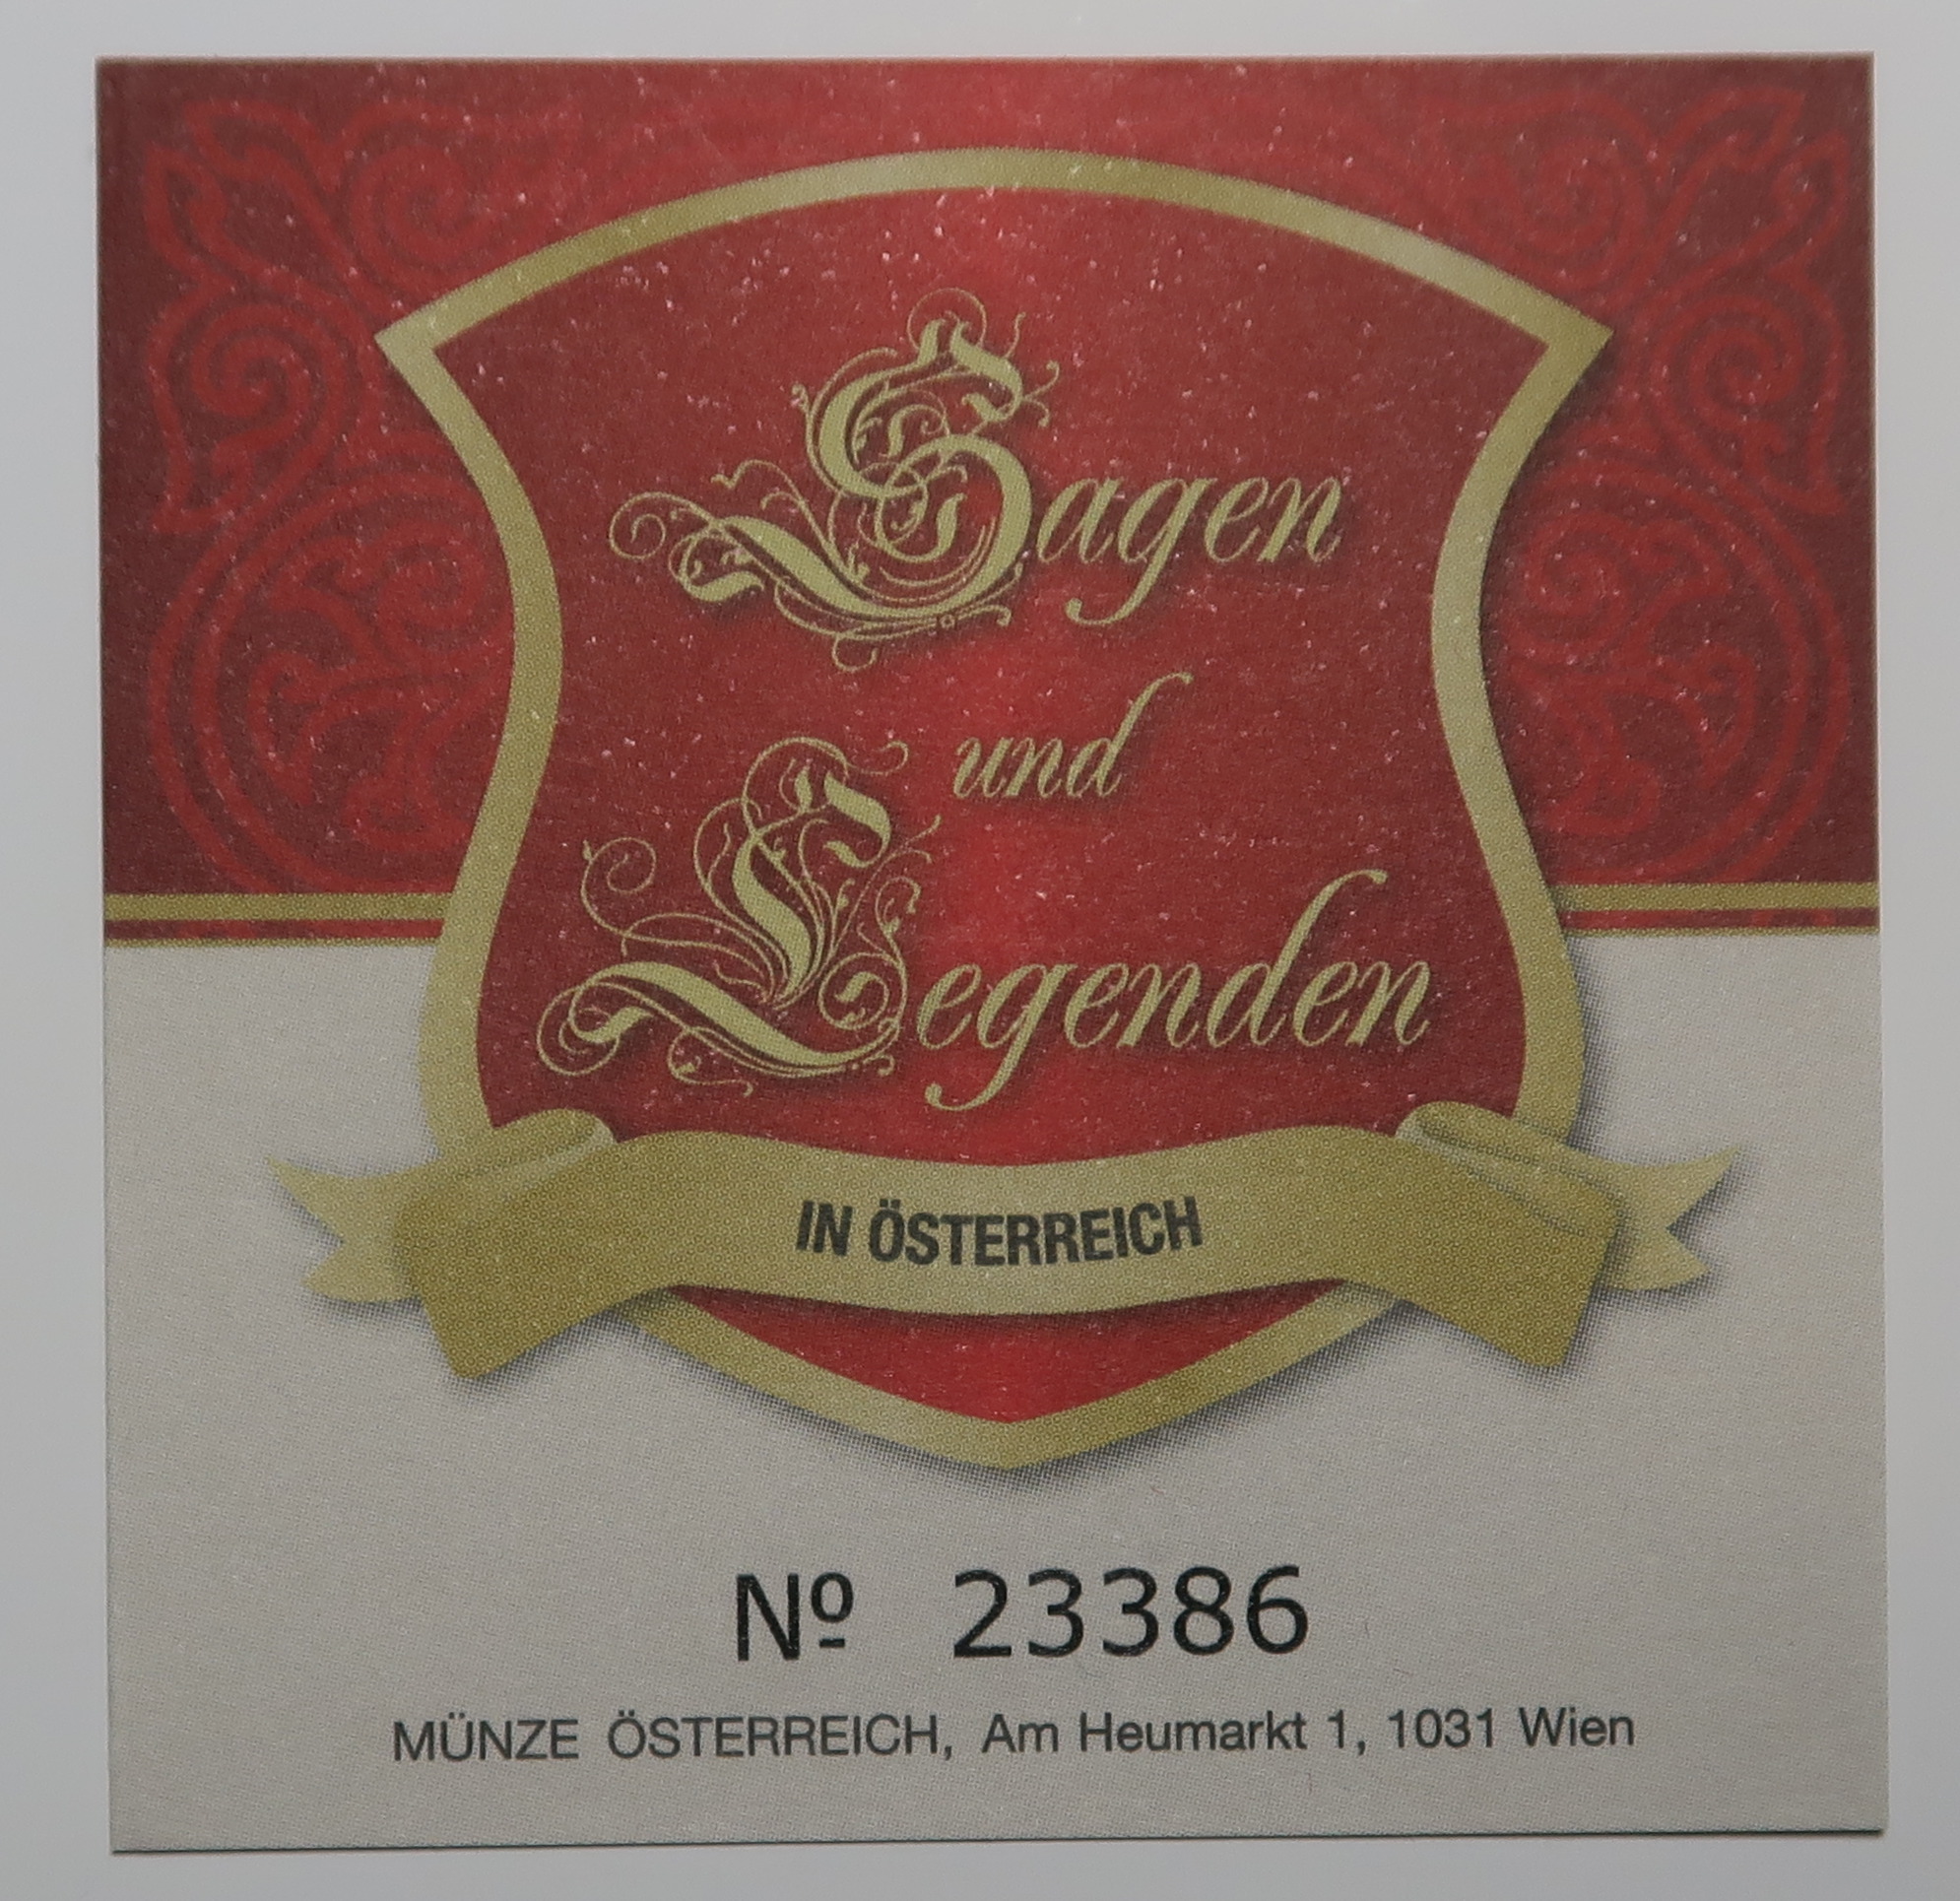 Sagen
und
Legenden
IN ÖSTERREICH
Nº 23386
MÜNZE ÖSTERREICH, Am Heumarkt 1, 1031 Wien